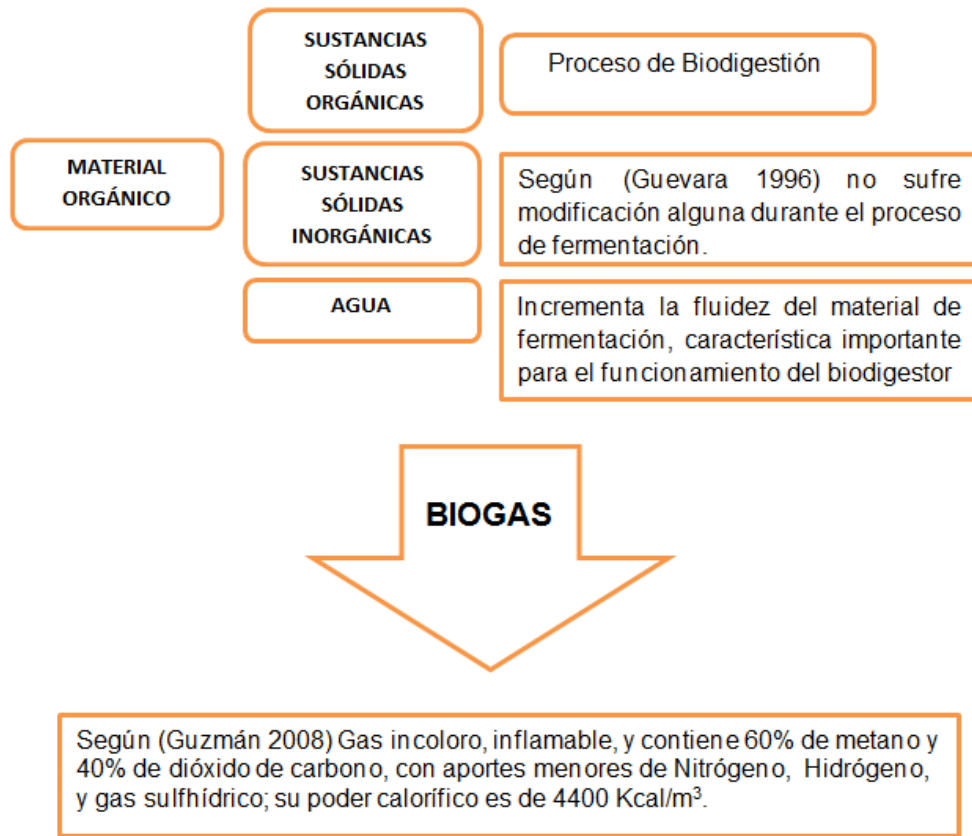 SUSTANCIAS
SÓLIDAS
ORGÁNICAS
Proceso de Biodigestión
MATERIAL
ORGÁNICO
SUSTANCIAS
SÓLIDAS
INORGÁNICAS
Según (Guevara 1996) no sufre
modificación alguna durante el proceso
de fermentación.
AGUA
Incrementa la fluidez del material de
fermentación, característica importante
para el funcionamiento del biodigestor
BIOGAS
Según (Guzmán 2008) Gas incoloro, inflamable, y contiene 60% de metano y
40% de dióxido de carbono, con aportes menores de Nitrógeno, Hidrógeno,
y gas sulfhídrico; su poder calorífico es de 4400 Kcal/m³.